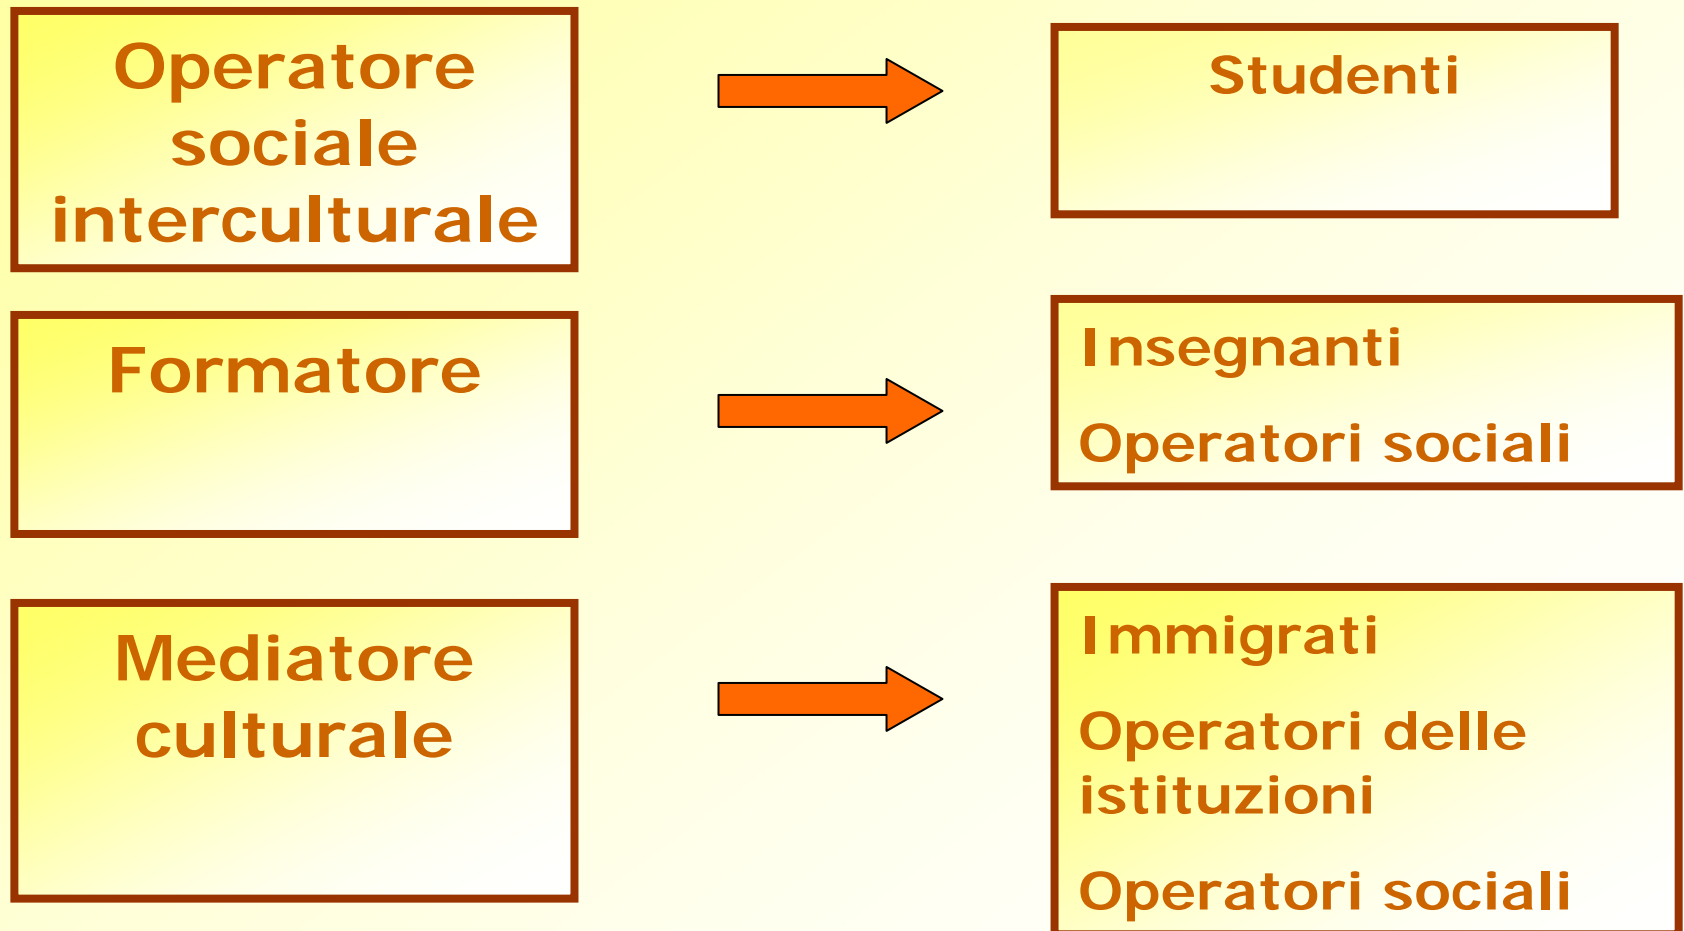 Operatore
sociale
interculturale
Studenti
Formatore
Insegnanti
Operatori sociali
Mediatore
culturale
Immigrati
Operatori delle
istituzioni
Operatori sociali